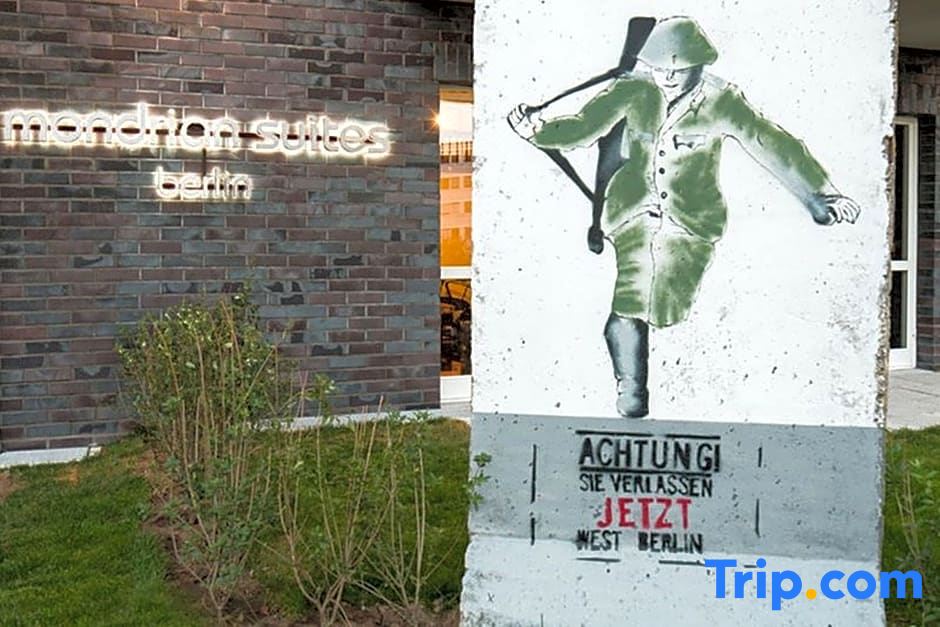 mondrian suites
berlin
ACHTUNG!
SIE VERLASSEN
JETZT
WEST BERLIN
Trip.com